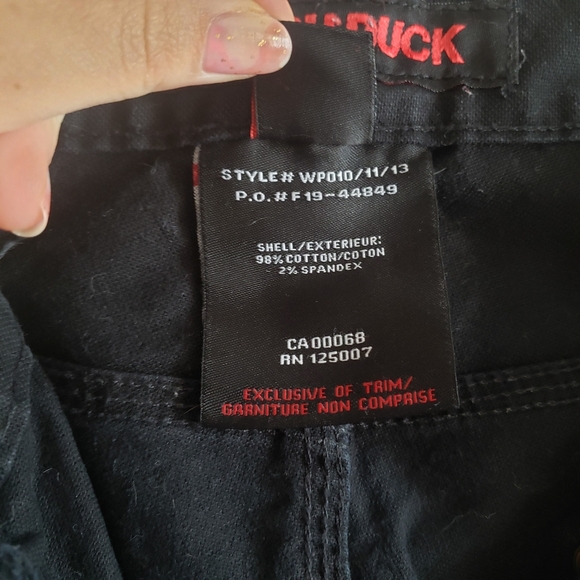 DUCK
STYLE# WP010/11/13
P.O.#F19-44849
SHELL/EXTERIEUR:
98% COTTON/COTON
2% SPANDEX
CA00068
RN 125007
EXCLUSIVE OF TRIM/
GARNITURE NON COMPRISE